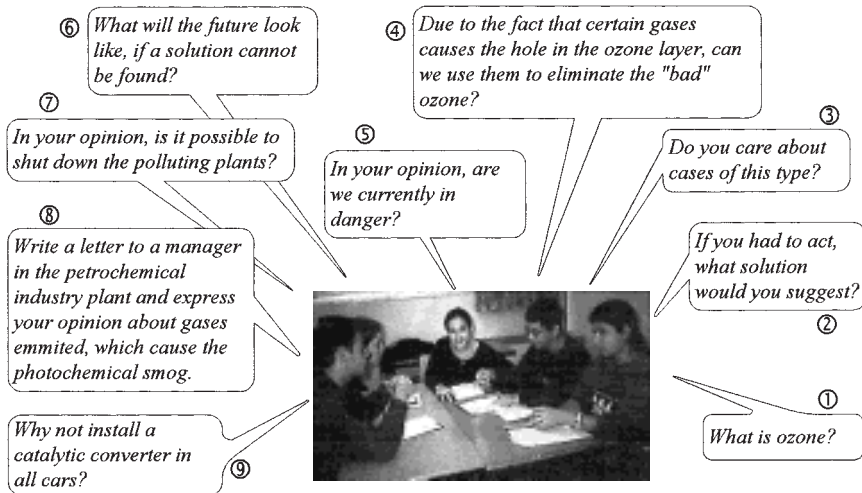 ⑥
What will the future look
like, if a solution cannot
be found?
④
Due to the fact that certain gases
causes the hole in the ozone layer, can
we use them to eliminate the "bad"
ozone?
⑦
In your opinion, is it possible to
shut down the polluting plants?
⑤
In your opinion, are
we currently in
danger?
③
Do you care about
cases of this type?
⑧
Write a letter to a manager
in the petrochemical
industry plant and express
your opinion about gases
emmited, which cause the
photochemical smog.
If you had to act,
what solution
would you suggest?
②
Why not install a
catalytic converter in
all cars?
⑨
①
What is ozone?